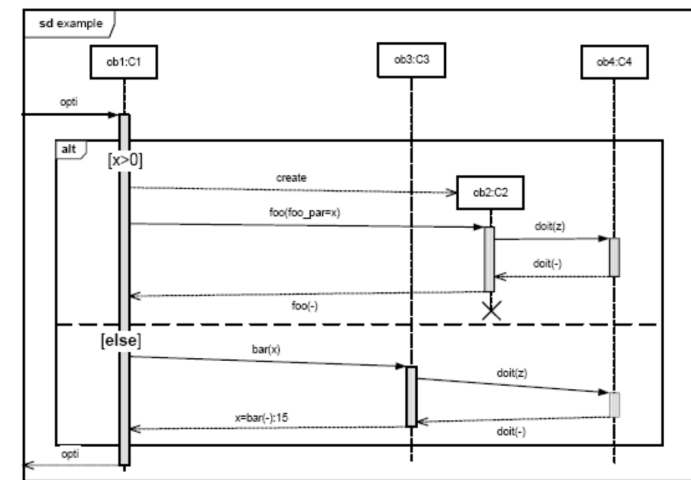 sd example
ob1:C1
ob3:C3
ob4:C4
opti
alt
[x>0]
create
ob2:C2
foo(foo_par=x)
doit(z)
doit(-)
foo(-)
[else]
bar(x)
doit(z)
x=bar(-):15
doit(-)
opti